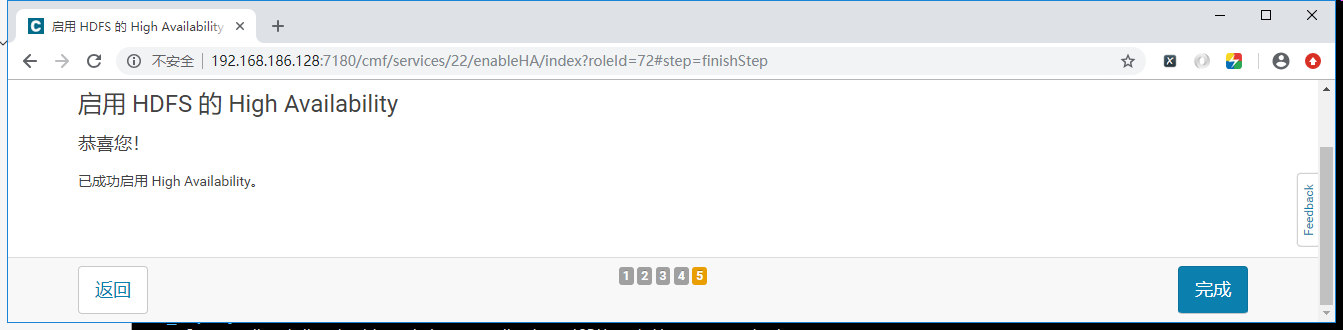 启用 HDFS 的 High Availability
不安全 192.168.186.128:7180/cmf/services/22/enableHA/index?roleId=72#step=finishStep
启用 HDFS 的 High Availability
恭喜您！
已成功启用 High Availability。
Feedback
返回
1 2 3 4 5
完成